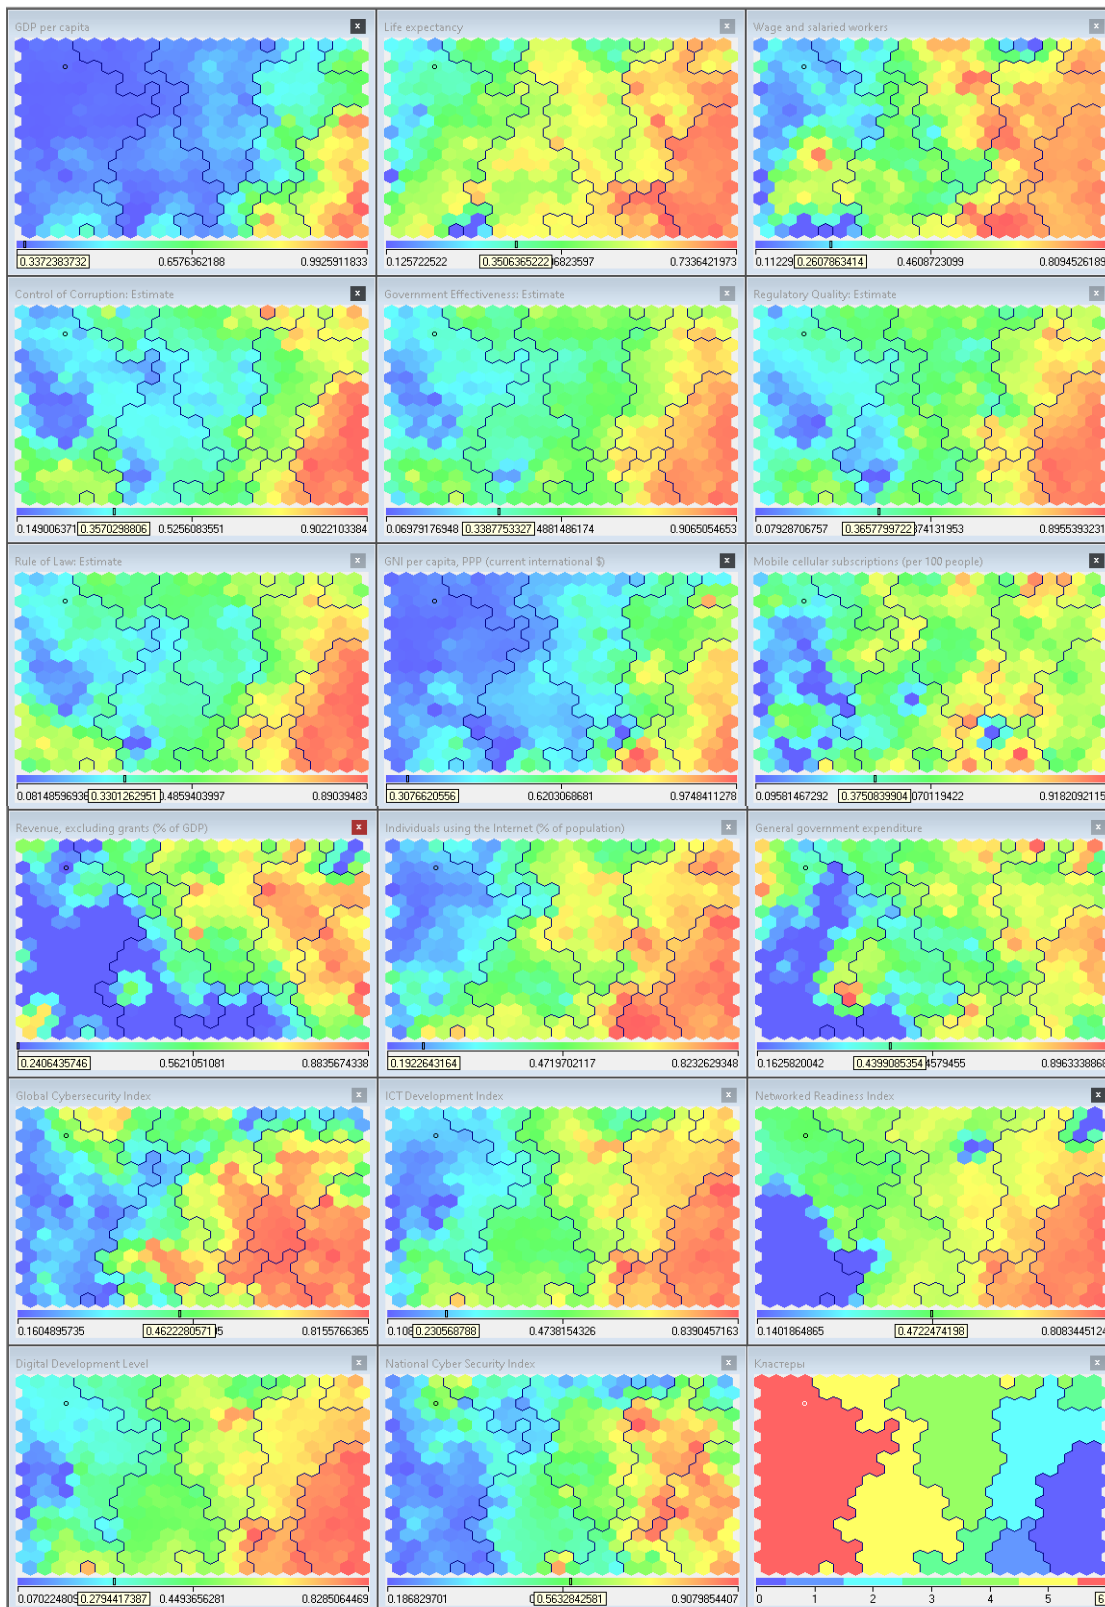 GDP per capita
Life expectancy
Wage and salaried workers
0.3372383732 0.6576362188 0.9925911833
0.125722522 0.3506365222 0.7336421973
0.11229 0.2607863414 0.4608723099 0.8094526189
Control of Corruption: Estimate
Government Effectiveness: Estimate
Regulatory Quality: Estimate
0.149006371 0.3570298806 0.5256083551 0.9022103384
0.06979176948 0.3387753327 4881486174 0.9065054653
0.07928706757 0.3657799722 0.8955393231
Rule of Law: Estimate
GNI per capita, PPP (current international $)
Mobile cellular subscriptions (per 100 people)
0.3301262951 0.4859403997 0.89039483
0.3076620556 0.6203068681 0.9748411278
0.09581467292 0.3750839904 070119422 0.9182092115
Revenue, excluding grants (% of GDP)
Individuals using the Internet (% of population)
General government expenditure
0.2406435746 0.5621051081 0.8835674338
0.1922643164 0.4719702117 0.8232629348
0.1625820042 0.4399085354 4579455 0.8963338868
Global Cybersecurity Index
ICT Development Index
Networked Readiness Index
0.1604895735 0.4622280571 0.8155766365
0.230568788 0.4738154326 0.8390457163
0.1401864865 0.4722474198 0.8083445124
Digital Development Level
National Cyber Security Index
Кластеры
0.2794417387 0.4493656281 0.8285064469
0.186829701 0.5632842581 0.9079854407
0 1 2 3 4 5 6